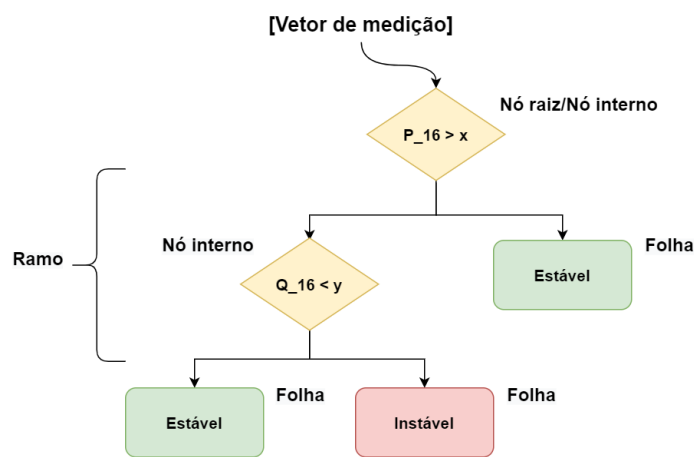 [Vetor de medição]
Nó raiz/Nó interno
P_16 > x
Ramo
Nó interno
Q_16 < y
Folha
Estável
Folha
Estável
Folha
Instável